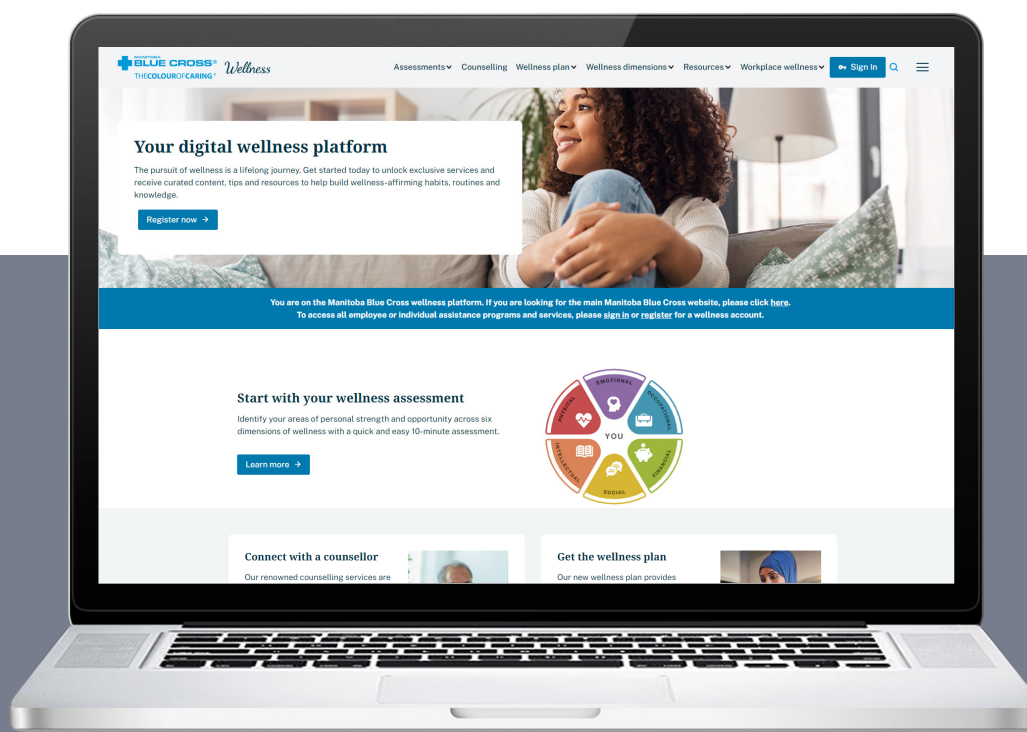 MANITOBA
BLUE CROSS®
THE COLOUR OF CARING®
Wellness
Assessments Counselling Wellness plan Wellness dimensions Resources Workplace wellness Sign In
Your digital wellness platform
The pursuit of wellness is a lifelong journey. Get started today to unlock exclusive services and
receive curated content, tips and resources to help build wellness-affirming habits, routines and
knowledge.
Register now →
You are on the Manitoba Blue Cross wellness platform. If you are looking for the main Manitoba Blue Cross website, please click here.
To access all employee or individual assistance programs and services, please sign in or register for a wellness account.
Start with your wellness assessment
Identify your areas of personal strength and opportunity across six
dimensions of wellness with a quick and easy 10-minute assessment.
Learn more →
EMOTIONAL
OCCUPATIONAL
FINANCIAL
SOCIAL
INTELLECTUAL
PHYSICAL
YOU
Connect with a counsellor
Our renowned counselling services are
Get the wellness plan
Our new wellness plan provides